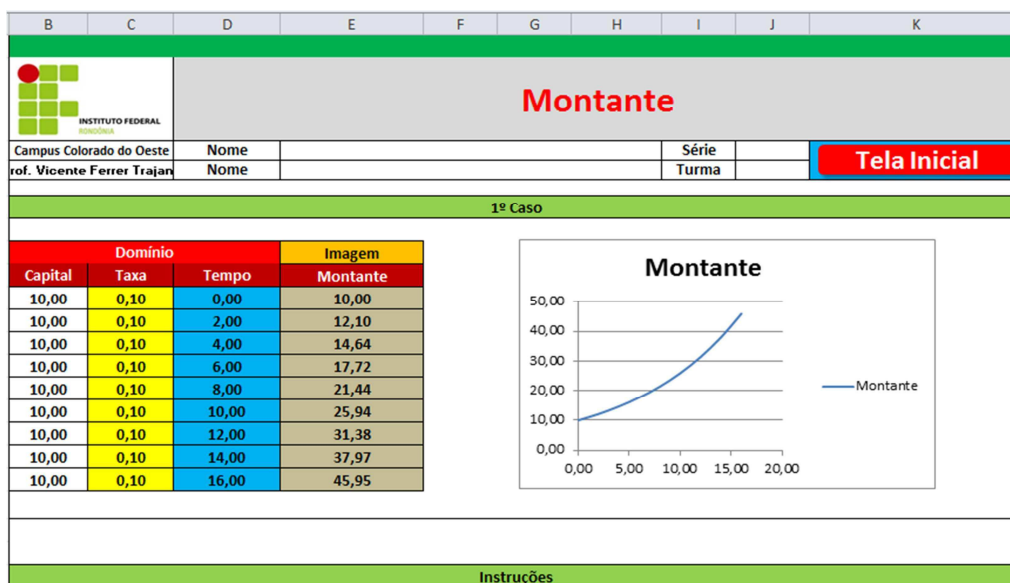 B C D E F G H I J K
INSTITUTO FEDERAL
RONDÔNIA
Montante
Campus Colorado do Oeste Nome Série
rof. Vicente Ferrer Trajan Nome Turma
Tela Inicial
1º Caso
Domínio Imagem
Capital Taxa Tempo Montante
10,00 0,10 0,00 10,00
10,00 0,10 2,00 12,10
10,00 0,10 4,00 14,64
10,00 0,10 6,00 17,72
10,00 0,10 8,00 21,44
10,00 0,10 10,00 25,94
10,00 0,10 12,00 31,38
10,00 0,10 14,00 37,97
10,00 0,10 16,00 45,95
Montante
50,00
40,00
30,00
20,00
10,00
0,00
0,00 5,00 10,00 15,00 20,00
Montante
Instruções